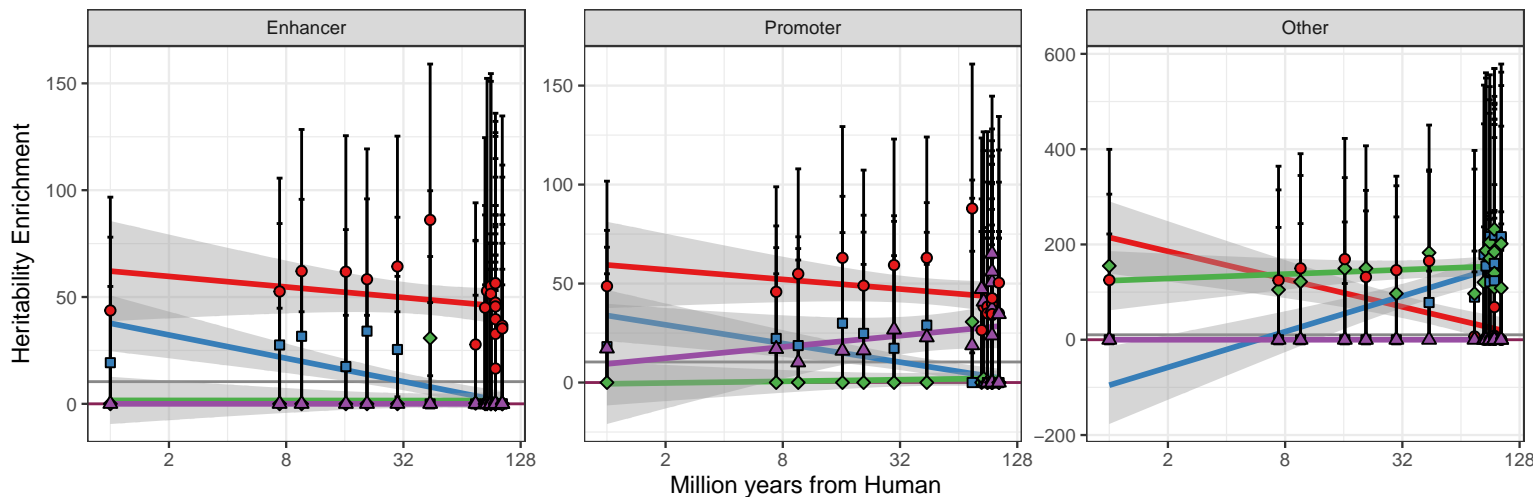 Enhancer
Promoter
Other
Heritability Enrichment
150
100
50
0
150
100
50
0
600
400
200
0
−200
2 8 32 128
2 8 32 128
2 8 32 128
Million years from Human